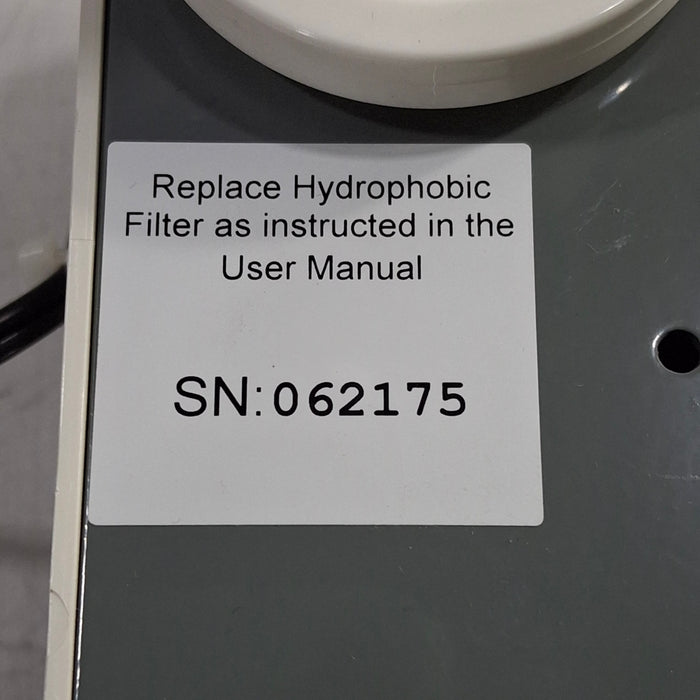 Replace Hydrophobic
Filter as instructed in the
User Manual
SN:062175